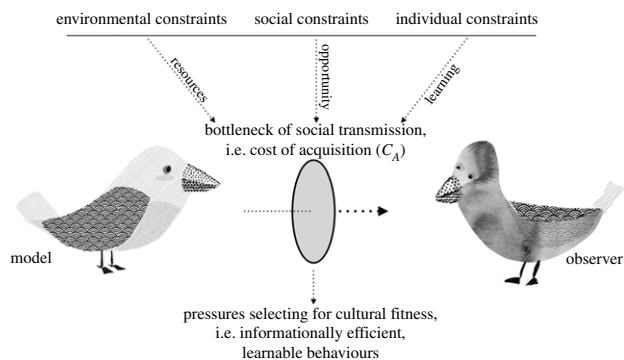 environmental constraints social constraints individual constraints
resources
opportunity
learning
bottleneck of social transmission,
i.e. cost of acquisition (C_A)
model
observer
pressures selecting for cultural fitness,
i.e. informationally efficient,
learnable behaviours